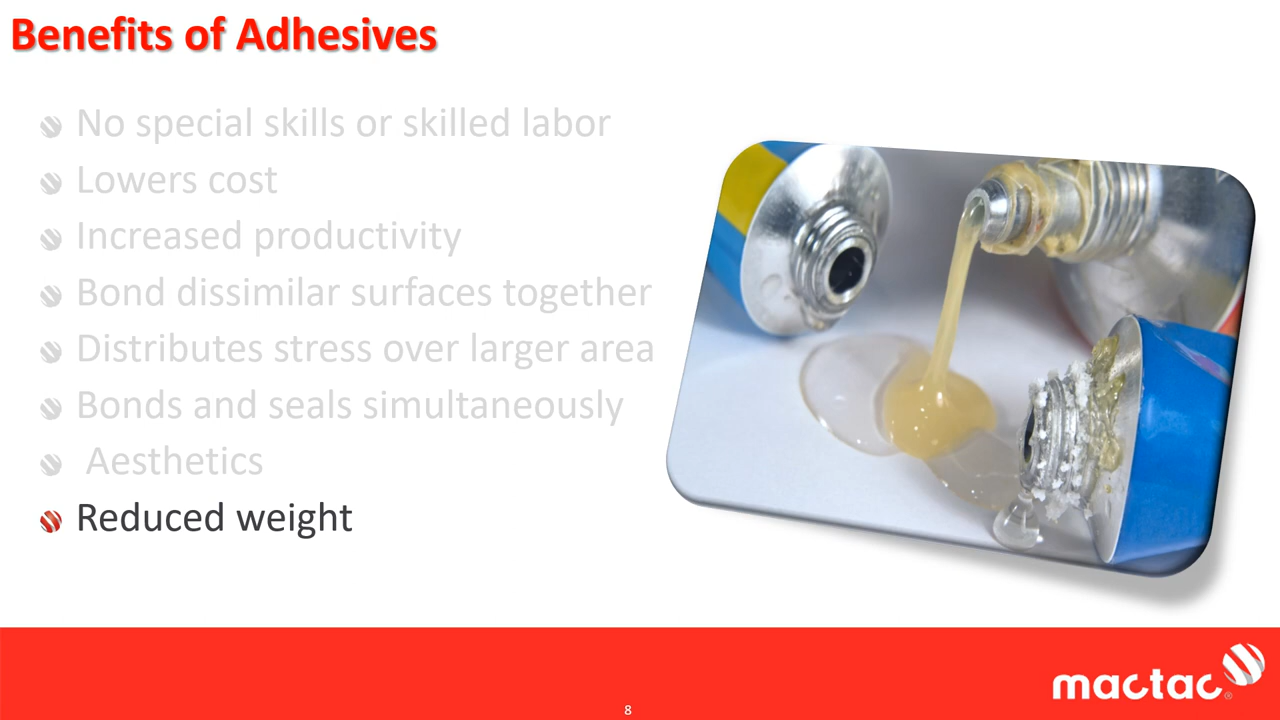 Benefits of Adhesives
No special skills or skilled labor
Lowers cost
Increased productivity
Bond dissimilar surfaces together
Distributes stress over larger area
Bonds and seals simultaneously
Aesthetics
Reduced weight
8
mactac®